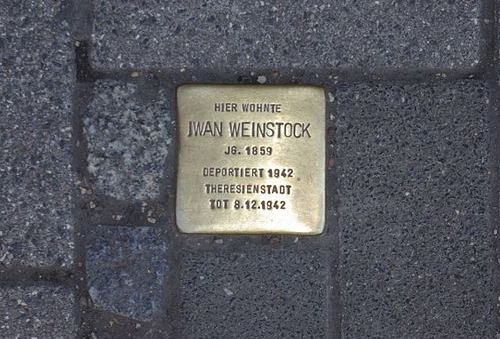 HIER WOHNTE
IWAN WEINSTOCK
JG. 1859
DEPORTIERT 1942
THERESIENSTADT
TOT 8.12.1942